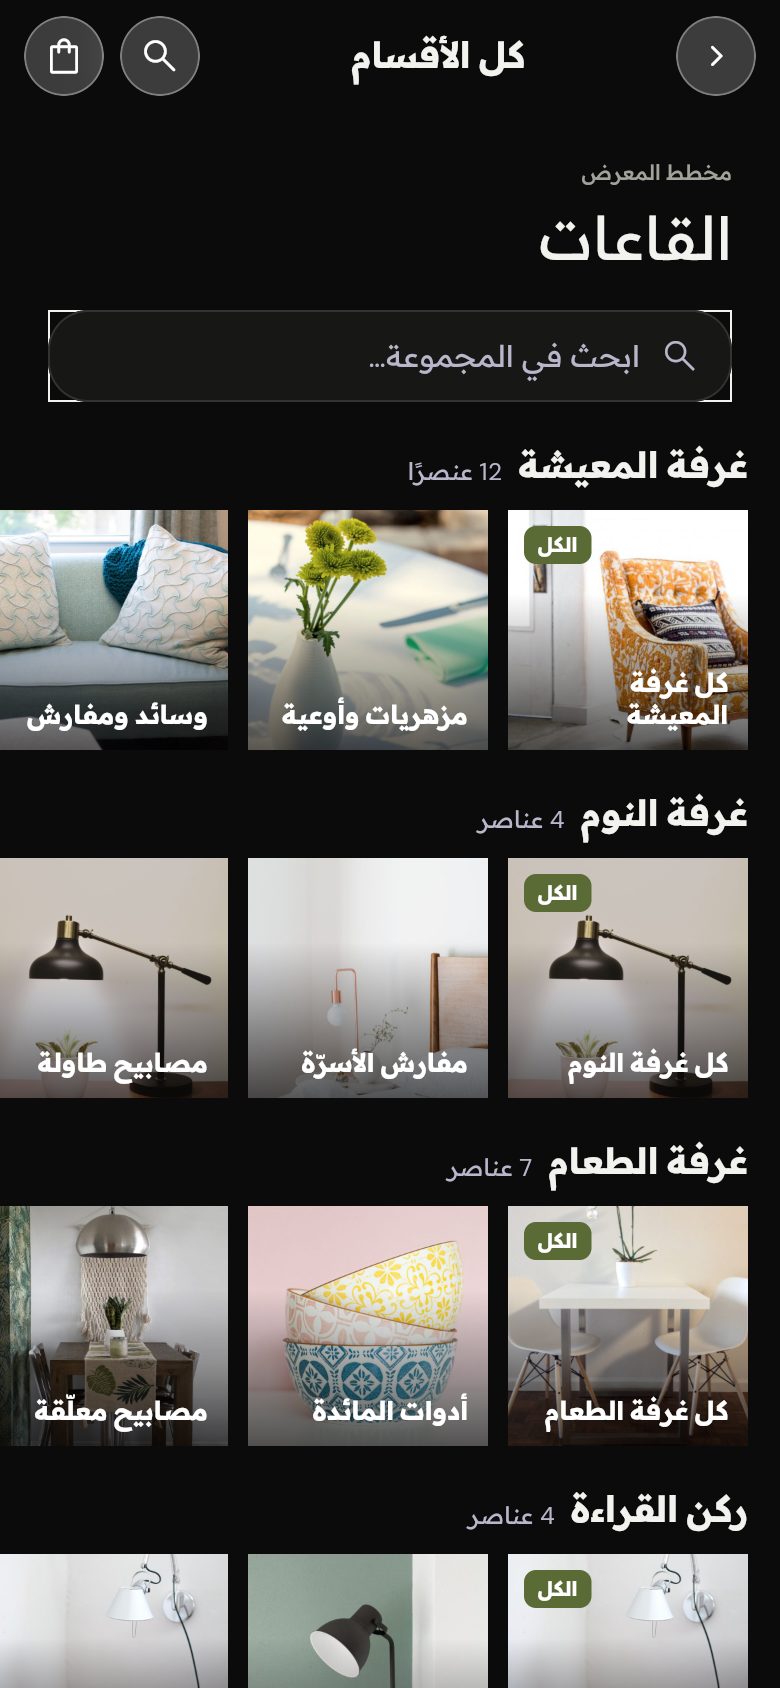 كل الأقسام
مخطط المعرض
القاعات
ابحث في المجموعة...
غرفة المعيشة 12 عنصرًا
الكل
كل غرفة
المعيشة
مزهريات وأوعية
وسائد ومفارش
غرفة النوم 4 عناصر
الكل
كل غرفة النوم
مفارش الأسرّة
مصابيح طاولة
غرفة الطعام 7 عناصر
الكل
كل غرفة الطعام
أدوات المائدة
مصابيح معلّقة
ركن القراءة 4 عناصر
الكل